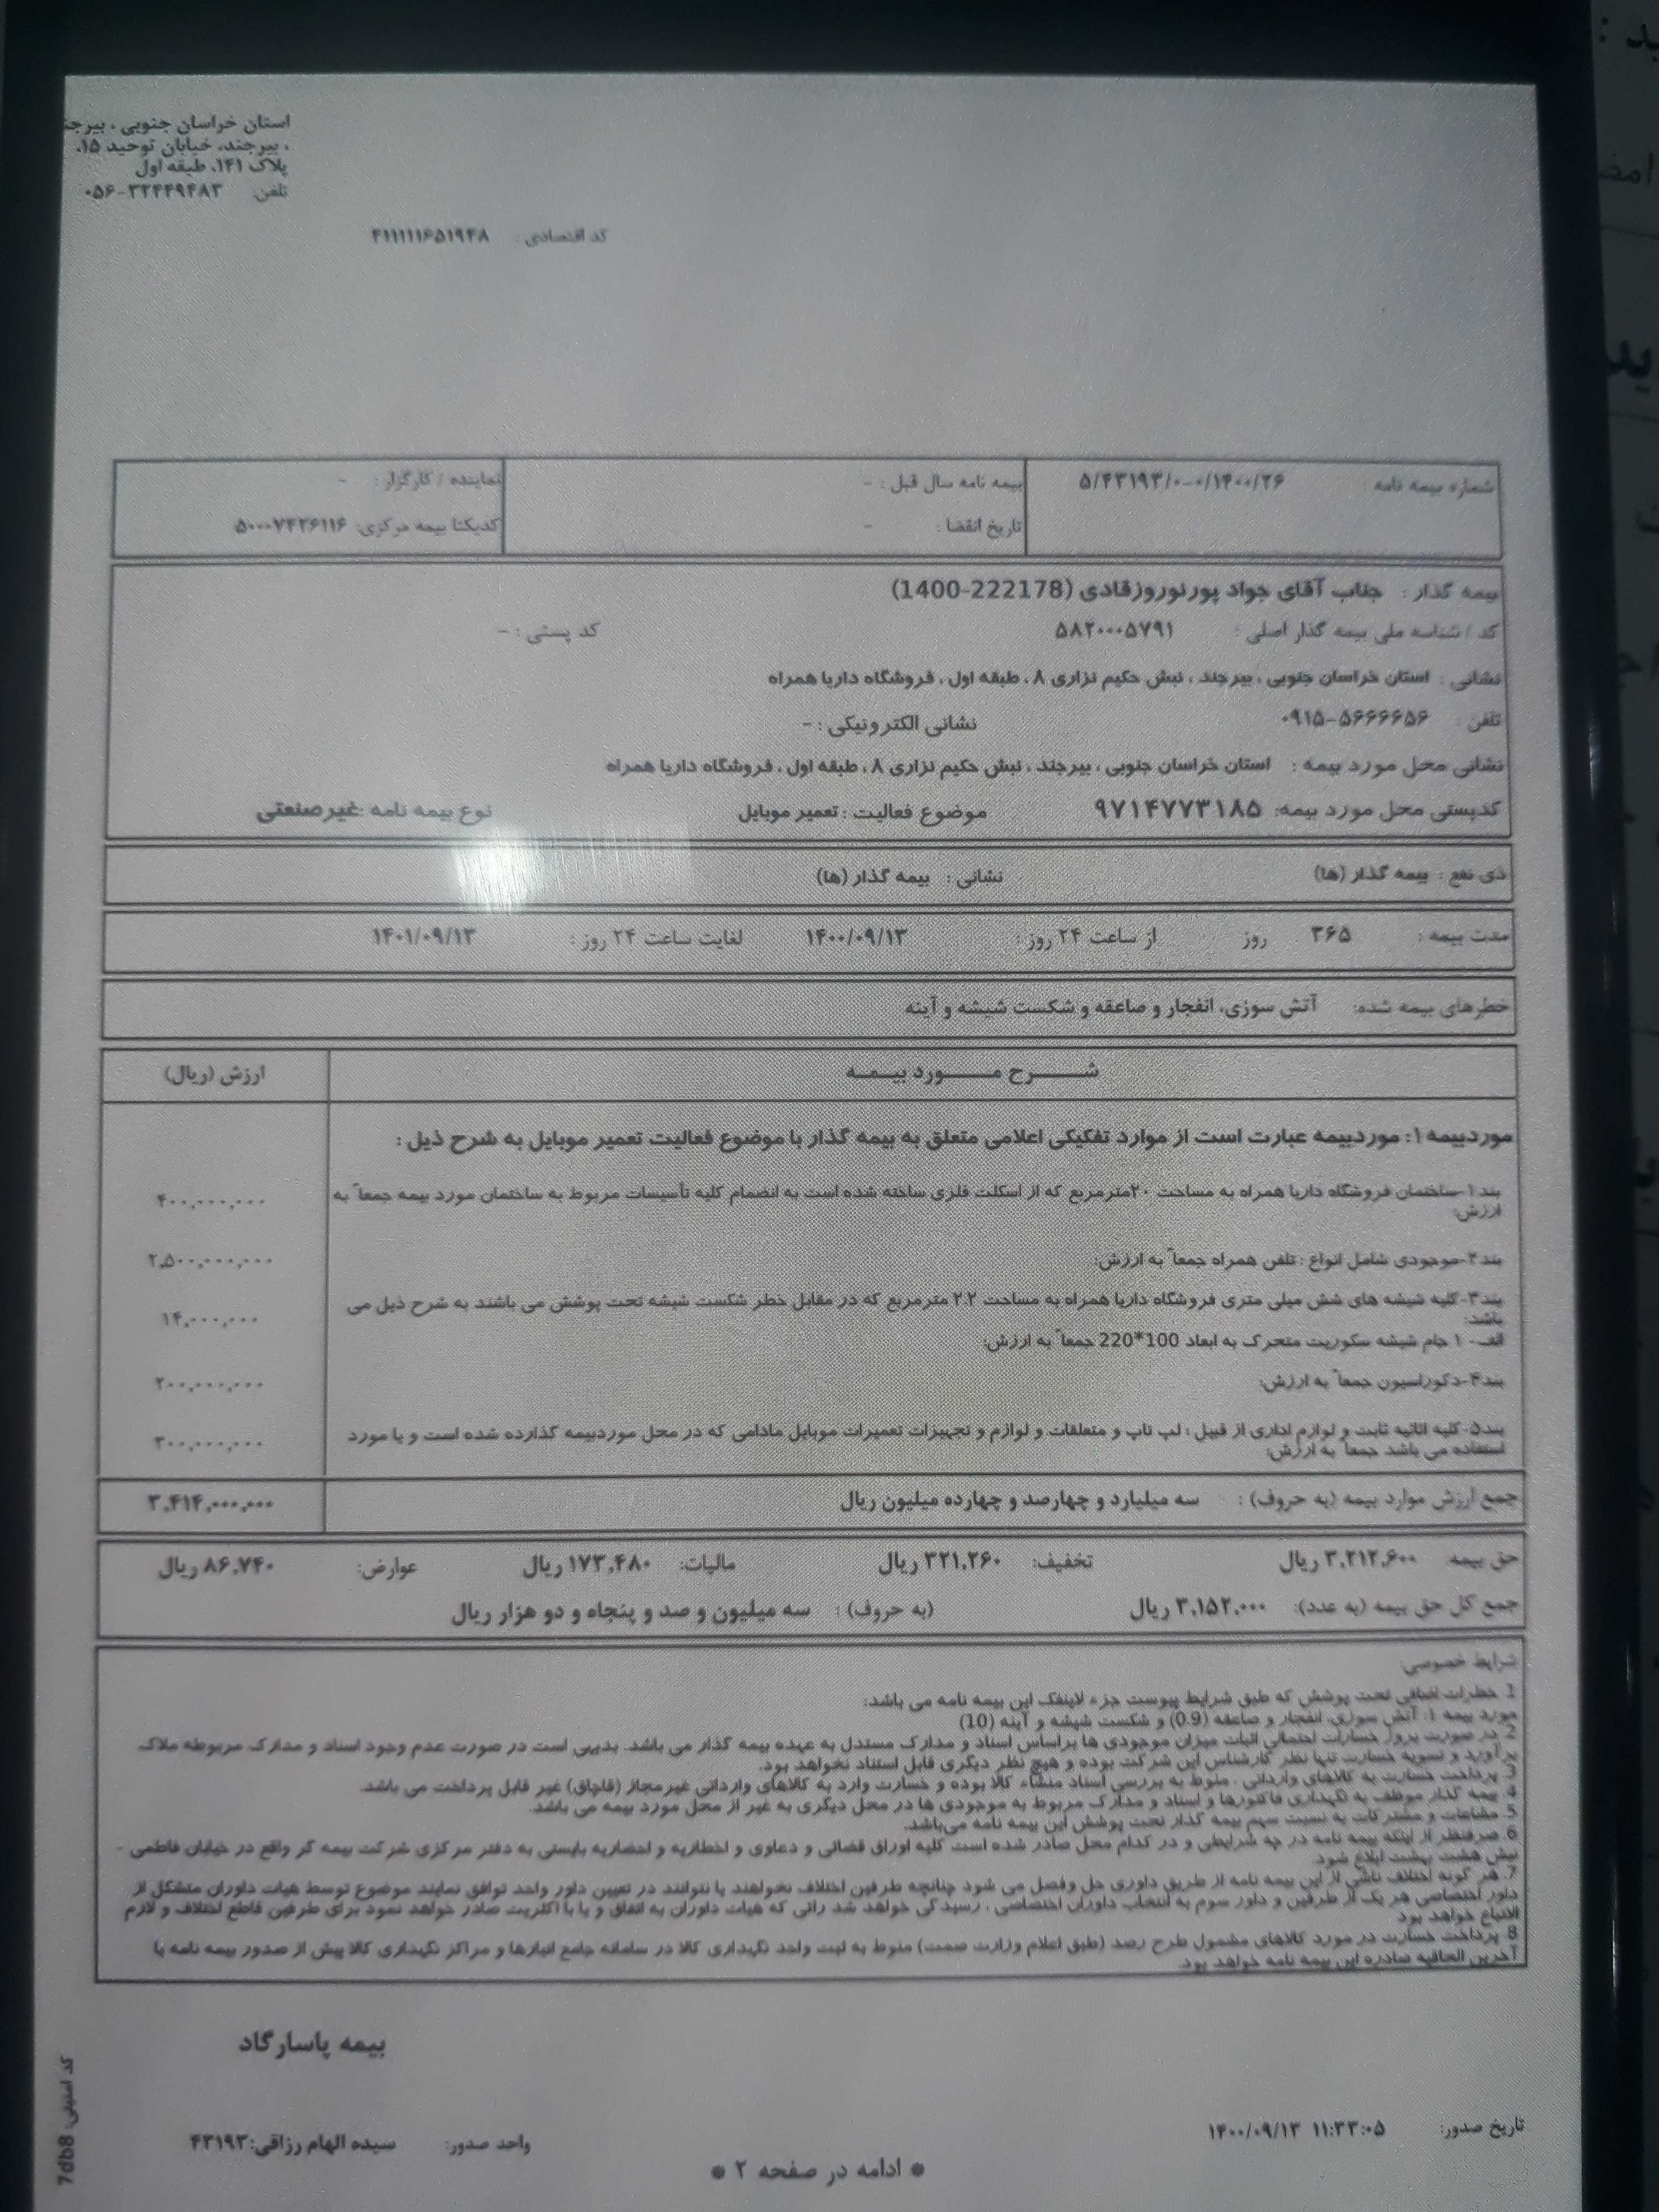 استان خراسان جنوبی ، بیرجند
، بیرجند، خیابان توحید ۱۵،
پلاک ۱۴۱، طبقه اول
تلفن: ۳۲۴۴۹۴۸۳-۰۵۶
کد اقتصادی: ۴۱۱۱۱۱۶۵۱۹۴۸
شماره بیمه نامه ۵/۴۳۱۹۳/۰-۰/۱۴۰۰/۲۶ بیمه نامه سال قبل : - نماینده / کارگزار : -
تاریخ انقضا : - کدیکتا بیمه مرکزی: ۵۰۰۰۷۴۲۶۱۱۶
بیمه گذار : جناب آقای جواد پورنوروزقادی (1400-222178)
کد / شناسه ملی بیمه گذار اصلی : ۵۸۲۰۰۰۵۷۹۱ کد پستی : -
نشانی : استان خراسان جنوبی ، بیرجند ، نبش حکیم نزاری ۸ ، طبقه اول ، فروشگاه داریا همراه
تلفن ۰۹۱۵-۵۶۶۶۶۵۶ نشانی الکترونیکی : -
نشانی محل مورد بیمه : استان خراسان جنوبی ، بیرجند ، نبش حکیم نزاری ۸ ، طبقه اول ، فروشگاه داریا همراه
کدپستی محل مورد بیمه: ۹۷۱۴۷۷۳۱۸۵ موضوع فعالیت : تعمیر موبایل نوع بیمه نامه :غیرصنعتی
ذی نفع : بیمه گذار (ها) نشانی : بیمه گذار (ها)
مدت بیمه : ۳۶۵ روز از ساعت ۲۴ روز : ۱۴۰۰/۰۹/۱۳ لغایت ساعت ۲۴ روز : ۱۴۰۱/۰۹/۱۳
خطرهای بیمه شده: آتش سوزی، انفجار و صاعقه و شکست شیشه و آینه
شـــــرح مـــــورد بیـــمـــه ارزش (ریال)
موردبیمه ۱: موردبیمه عبارت است از موارد تفکیکی اعلامی متعلق به بیمه گذار با موضوع فعالیت تعمیر موبایل به شرح ذیل :
بند۱-ساختمان فروشگاه داریا همراه به مساحت ۲۰مترمربع که از اسکلت فلزی ساخته شده است به انضمام کلیه تأسیسات مربوط به ساختمان مورد بیمه جمعاً به ۴۰۰,۰۰۰,۰۰۰
ارزش:
بند۲-موجودی شامل انواع : تلفن همراه جمعاً به ارزش: ۲,۵۰۰,۰۰۰,۰۰۰
بند۳-کلیه شیشه های شش میلی متری فروشگاه داریا همراه به مساحت ۲.۲ مترمربع که در مقابل خطر شکست شیشه تحت پوشش می باشند به شرح ذیل می ۱۴,۰۰۰,۰۰۰
باشد:
الف- ۱ جام شیشه سکوریت متحرک به ابعاد 100*220 جمعاً به ارزش:
بند۴-دکوراسیون جمعاً به ارزش: ۲۰۰,۰۰۰,۰۰۰
بند۵-کلیه اثاثیه ثابت و لوازم اداری از قبیل : لپ تاپ و متعلقات و لوازم و تجهیزات تعمیرات موبایل مادامی که در محل موردبیمه گذارده شده است و یا مورد ۳۰۰,۰۰۰,۰۰۰
استفاده می باشد جمعاً به ارزش:
جمع ارزش موارد بیمه (به حروف) : سه میلیارد و چهارصد و چهارده میلیون ریال ۳,۴۱۴,۰۰۰,۰۰۰
حق بیمه ۳,۲۱۲,۶۰۰ ریال تخفیف: ۳۲۱,۲۶۰ ریال مالیات: ۱۷۳,۴۸۰ ریال عوارض: ۸۶,۷۴۰ ریال
جمع کل حق بیمه (به عدد): ۳,۱۵۲,۰۰۰ ریال (به حروف) : سه میلیون و صد و پنجاه و دو هزار ریال
شرایط خصوصی
1. خطرات اضافی تحت پوشش که طبق شرایط پیوست جزء لاینفک این بیمه نامه می باشد:
مورد بیمه 1: آتش سوزی، انفجار و صاعقه (0.9) و شکست شیشه و آینه (10)
2. در صورت بروز خسارات احتمالی اثبات میزان موجودی ها براساس اسناد و مدارک مستدل به عهده بیمه گذار می باشد. بدیهی است در صورت عدم وجود اسناد و مدارک مربوطه ملاک
برآورد و تسویه خسارت تنها نظر کارشناس این شرکت بوده و هیچ نظر دیگری قابل استناد نخواهد بود.
3. پرداخت خسارت به کالاهای وارداتی ، منوط به بررسی اسناد منشاء کالا بوده و خسارت وارد به کالاهای وارداتی غیرمجاز (قاچاق) غیر قابل پرداخت می باشد.
4. بیمه گذار موظف به نگهداری فاکتورها و اسناد و مدارک مربوط به موجودی ها در محل دیگری به غیر از محل مورد بیمه می باشد.
5. مشاعات و مشترکات به نسبت سهم بیمه گذار تحت پوشش این بیمه نامه می‌باشد.
6. صرفنظر از اینکه بیمه نامه در چه شرایطی و در کدام محل صادر شده است کلیه اوراق قضائی و دعاوی و اخطاریه و احضاریه بایستی به دفتر مرکزی شرکت بیمه گر واقع در خیابان فاطمی -
نبش هشت بهشت ابلاغ شود.
7. هر گونه اختلاف ناشی از این بیمه نامه از طریق داوری حل وفصل می شود چنانچه طرفین اختلاف نخواهند یا نتوانند در تعیین داور واحد توافق نمایند موضوع توسط هیات داوران متشکل از
داور اختصاصی هر یک از طرفین و داور سوم به انتخاب داوران اختصاصی ، رسیدگی خواهد شد رائی که هیات داوران به اتفاق و یا با اکثریت صادر خواهد نمود برای طرفین قاطع اختلاف و لازم
الاتباع خواهد بود.
8. پرداخت خسارت در مورد کالاهای مشمول طرح رصد (طبق اعلام وزارت صمت) منوط به ثبت واحد نگهداری کالا در سامانه جامع انبارها و مراکز نگهداری کالا پیش از صدور بیمه نامه یا
آخرین الحاقیه صادره این بیمه نامه خواهد بود.
بیمه پاسارگاد
کد امنیتی: 7db8
تاریخ صدور: ۱۴۰۰/۰۹/۱۳ ۱۱:۳۳:۰۵ واحد صدور: سیده الهام رزاقی:۴۳۱۹۳
* ادامه در صفحه ۲ *